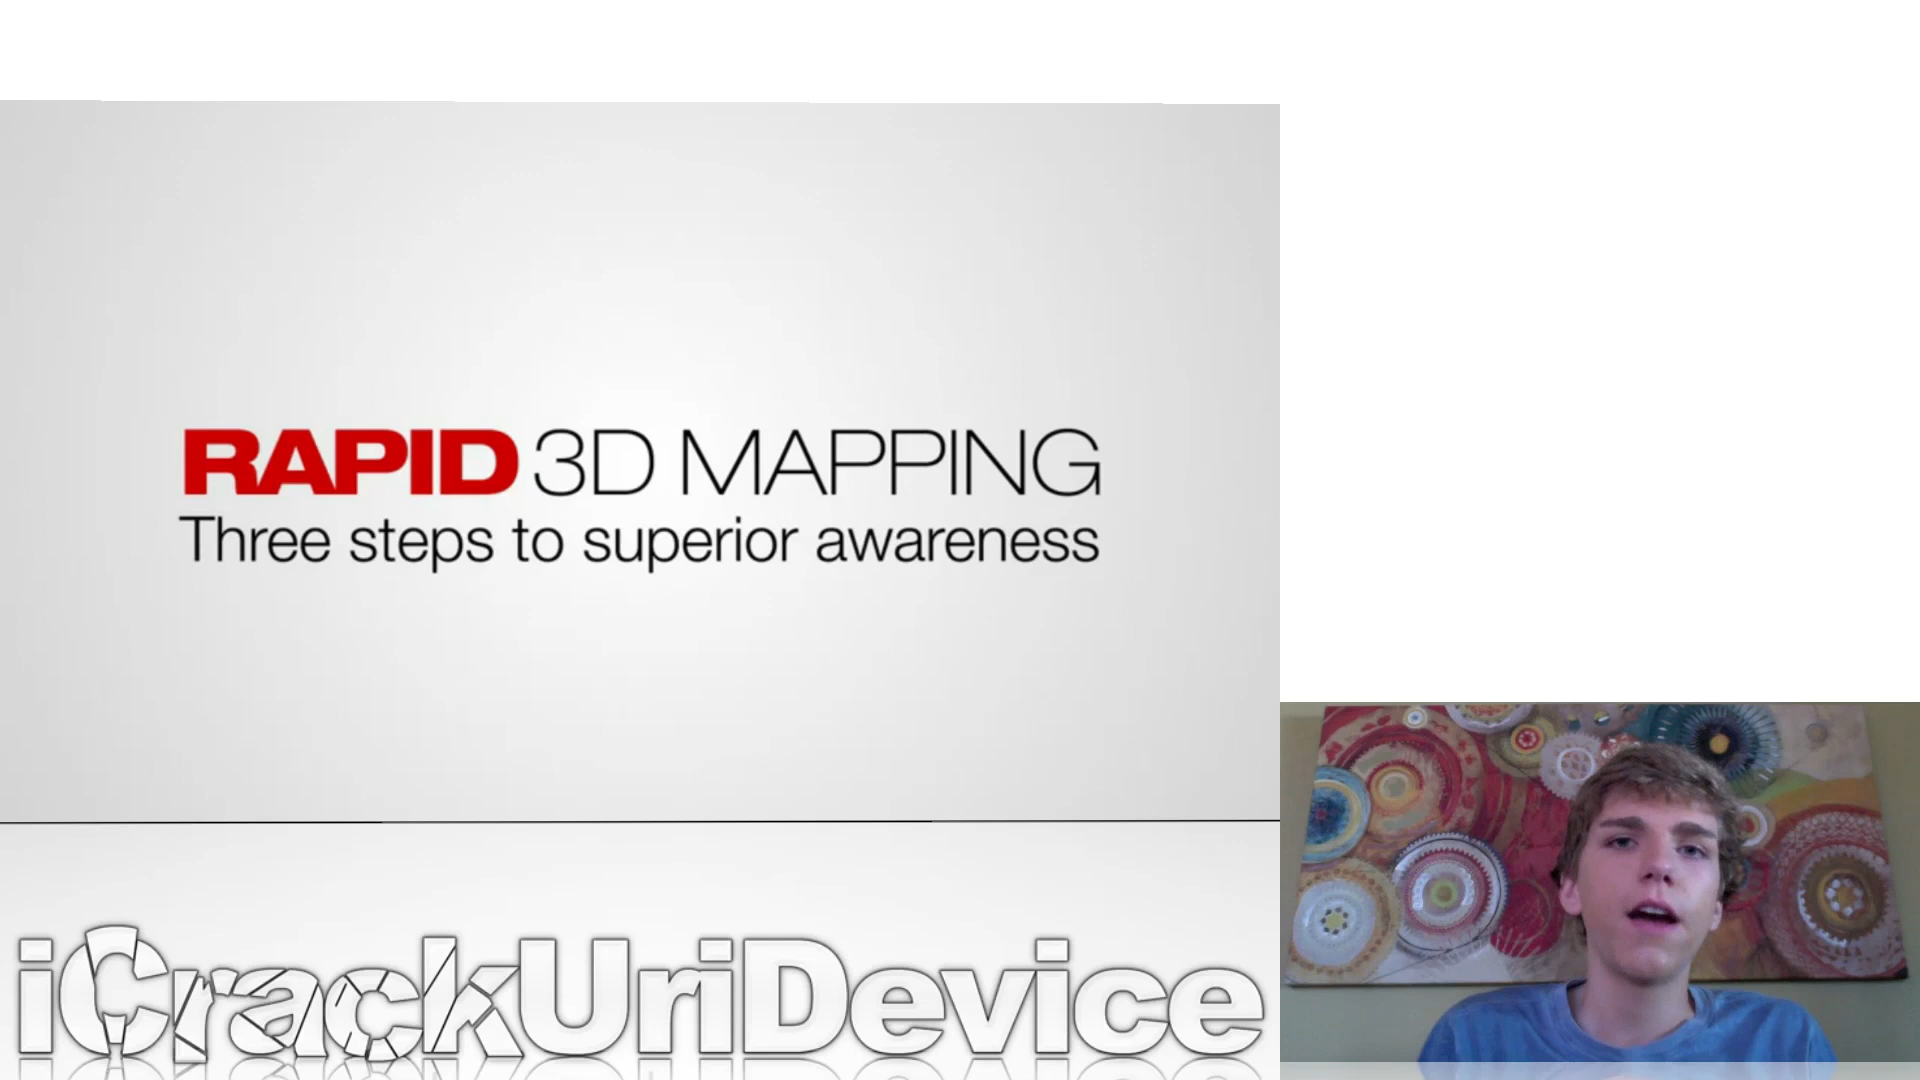 RAPID 3D MAPPING
Three steps to superior awareness
iCrackUriDevice